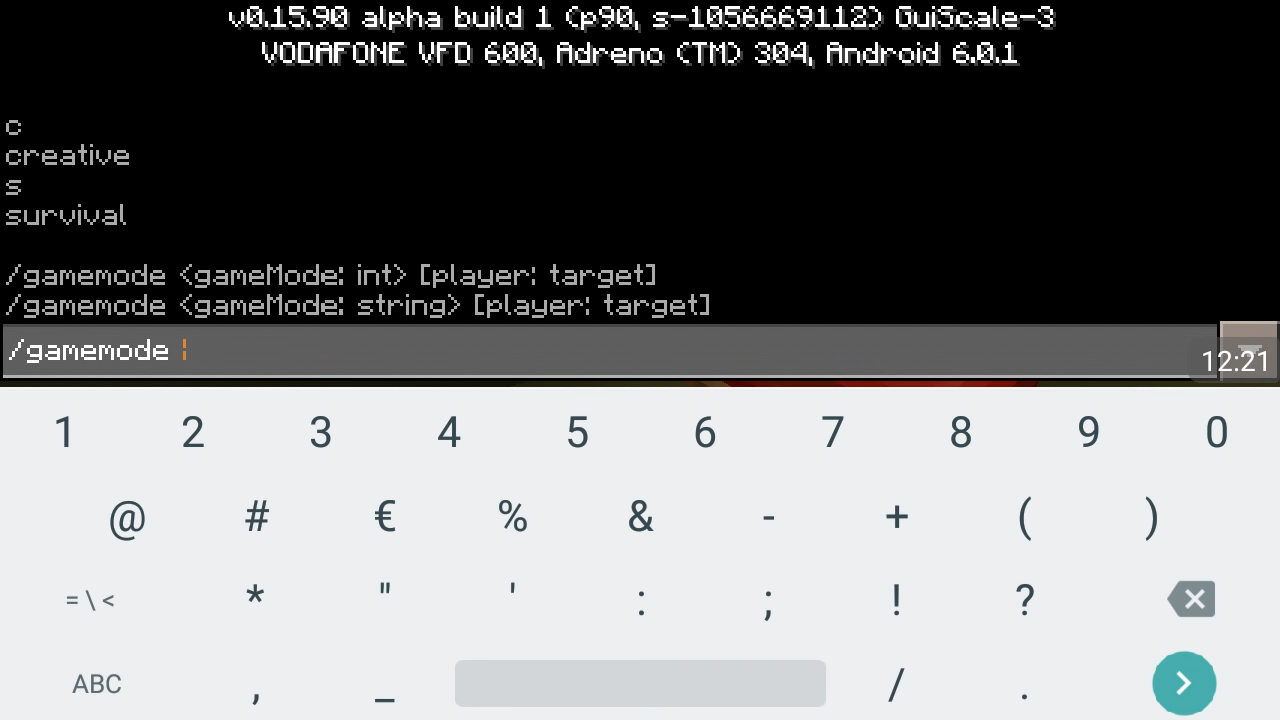 v0.15.90 alpha build 1 (p90, s-1056669112) GuiScale-3
VODAFONE VFD 600, Adreno (TM) 304, Android 6.0.1
c
creative
s
survival
/gamemode <gameMode: int> [player: target]
/gamemode <gameMode: string> [player: target]
/gamemode
12:21
1 2 3 4 5 6 7 8 9 0
@ # € % & - + ( )
= \ < * " ' : ; ! ?
ABC , _ / .